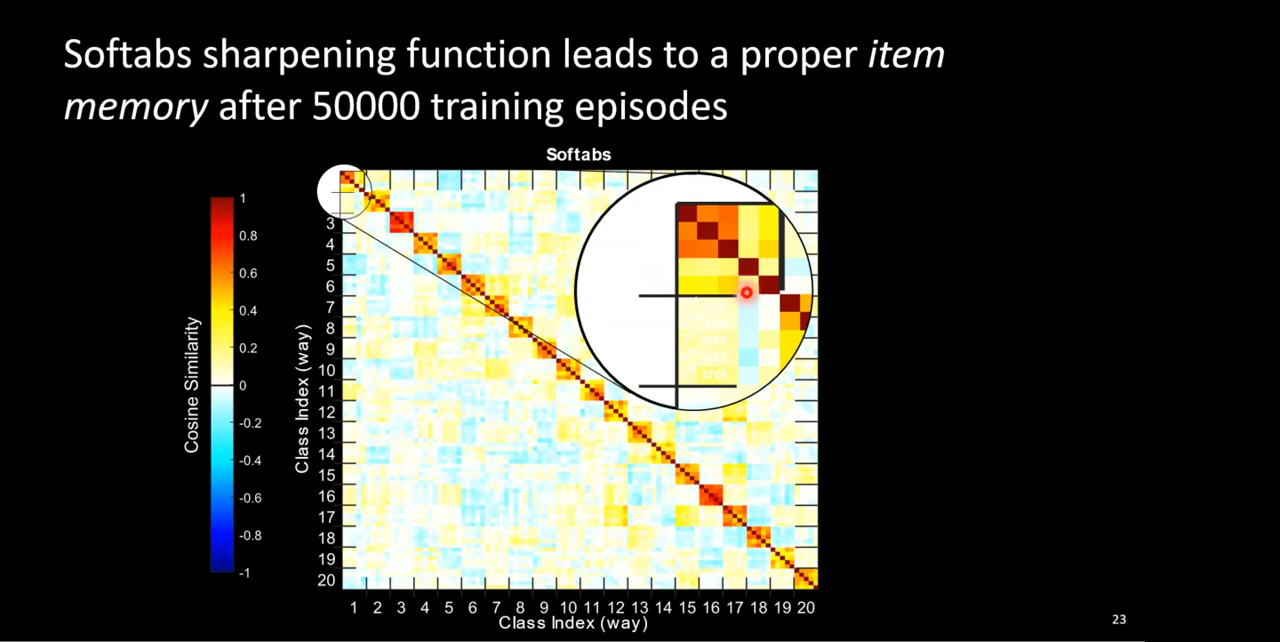 Softabs sharpening function leads to a proper item
memory after 50000 training episodes
Softabs
1
0.8
0.6
0.4
0.2
0
-0.2
-0.4
-0.6
-0.8
-1
Cosine Similarity
Class Index (way)
3
4
5
6
7
8
9
10
11
12
13
14
15
16
17
18
19
20
shot
shot
shot
shot
1 2 3 4 5 6 7 8 9 10 11 12 13 14 15 16 17 18 19 20
Class Index (way)
23